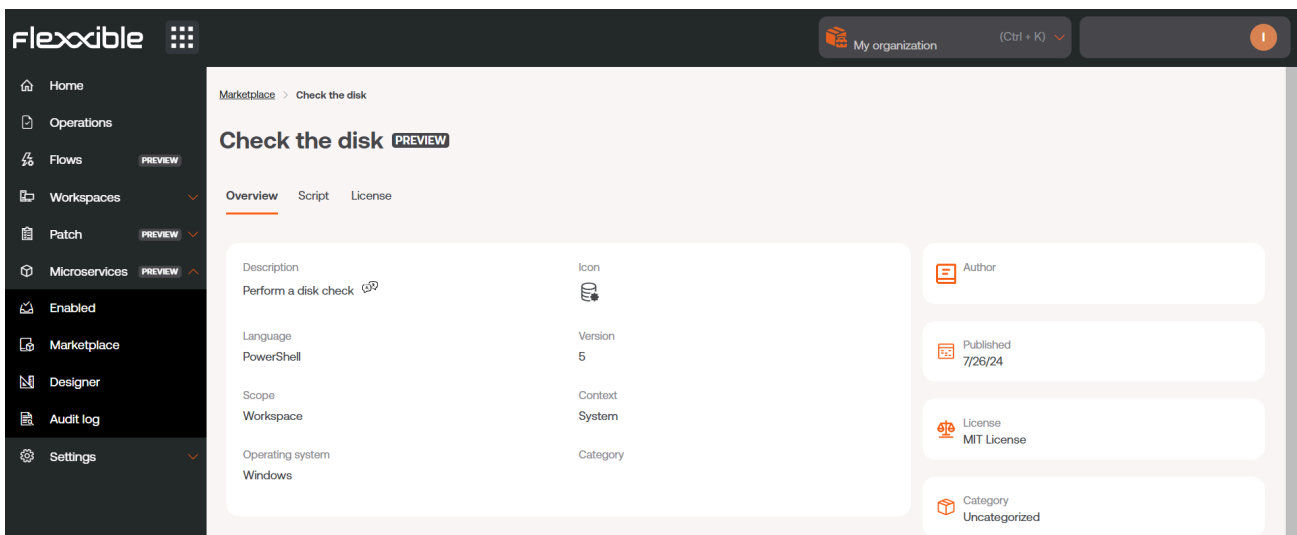 Flexxible
My organization
(Ctrl + K)
I
Home
Operations
Flows PREVIEW
Workspaces
Patch PREVIEW
Microservices PREVIEW
Enabled
Marketplace
Designer
Audit log
Settings
Marketplace > Check the disk
Check the disk PREVIEW
Overview Script License
Description
Perform a disk check
Icon
Language
PowerShell
Version
5
Scope
Workspace
Context
System
Operating system
Windows
Category
Author
Published
7/26/24
License
MIT License
Category
Uncategorized